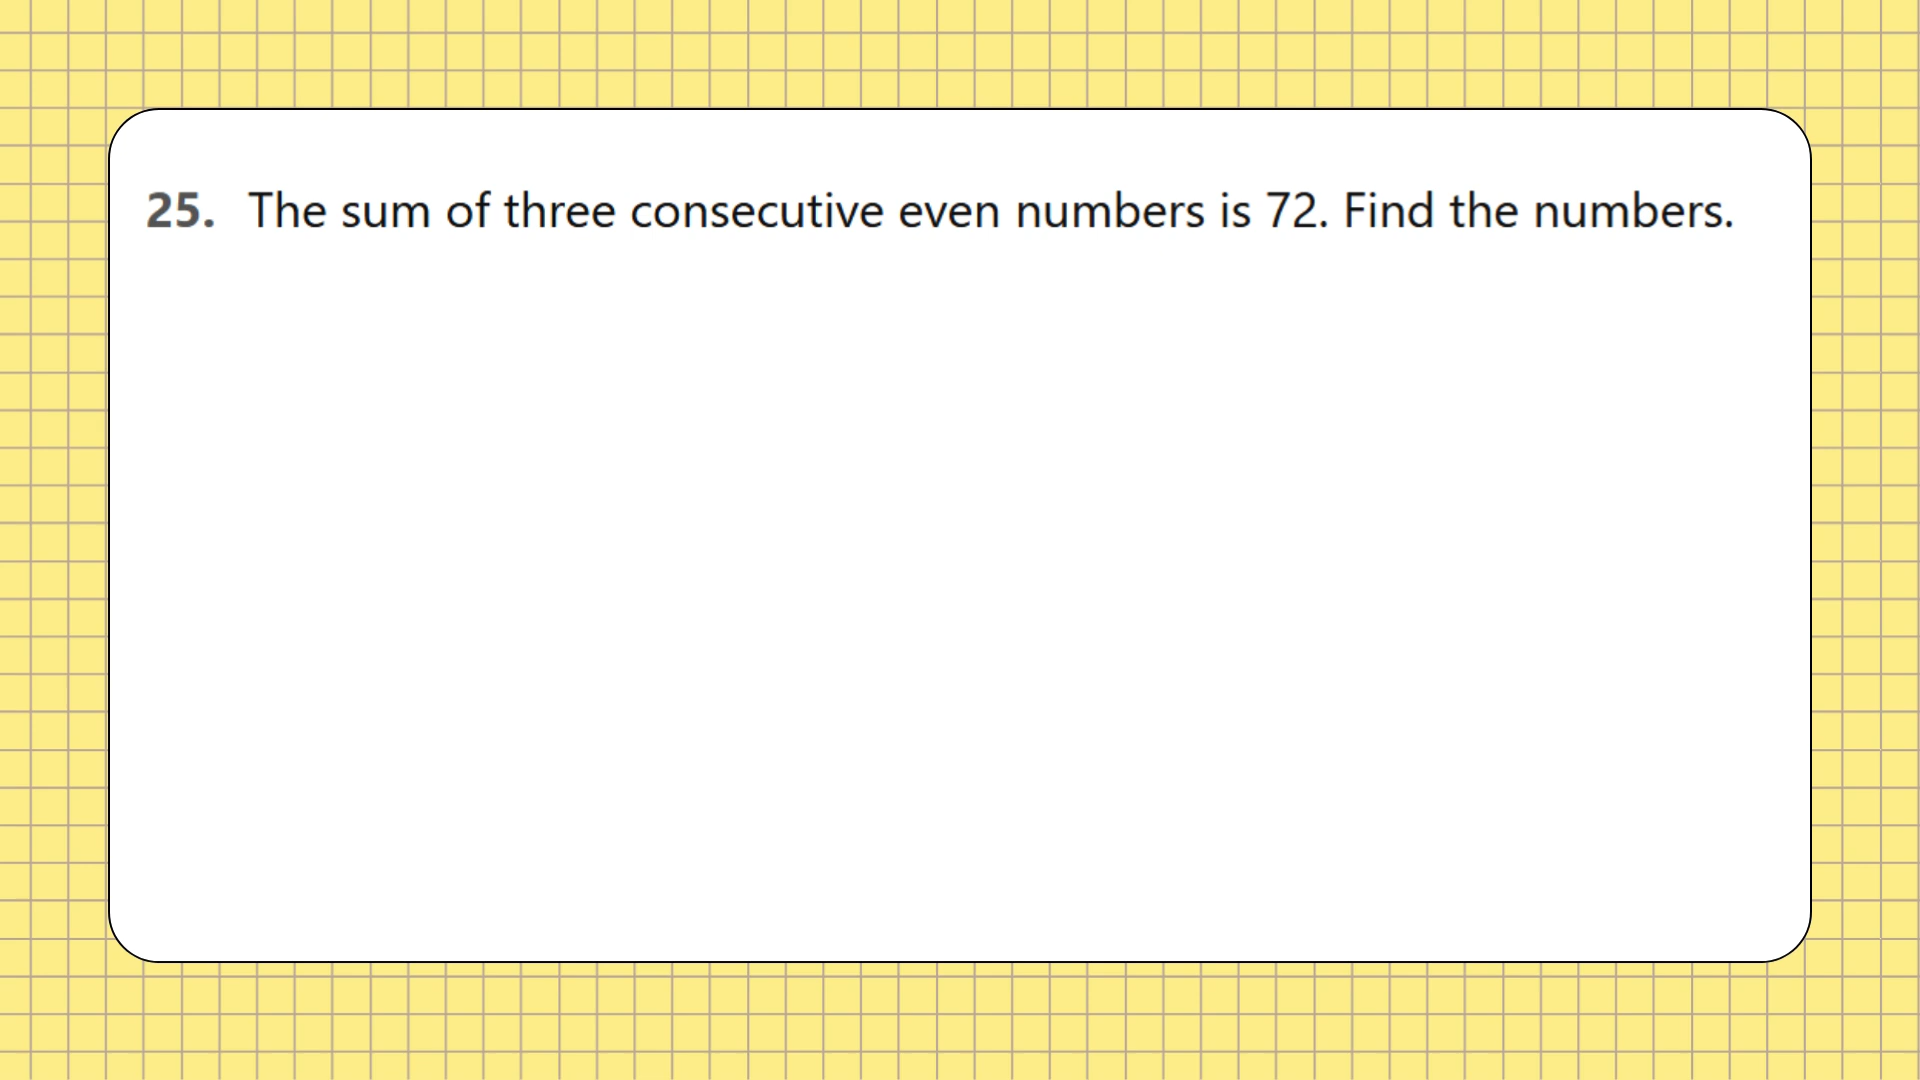 25. The sum of three consecutive even numbers is 72. Find the numbers.